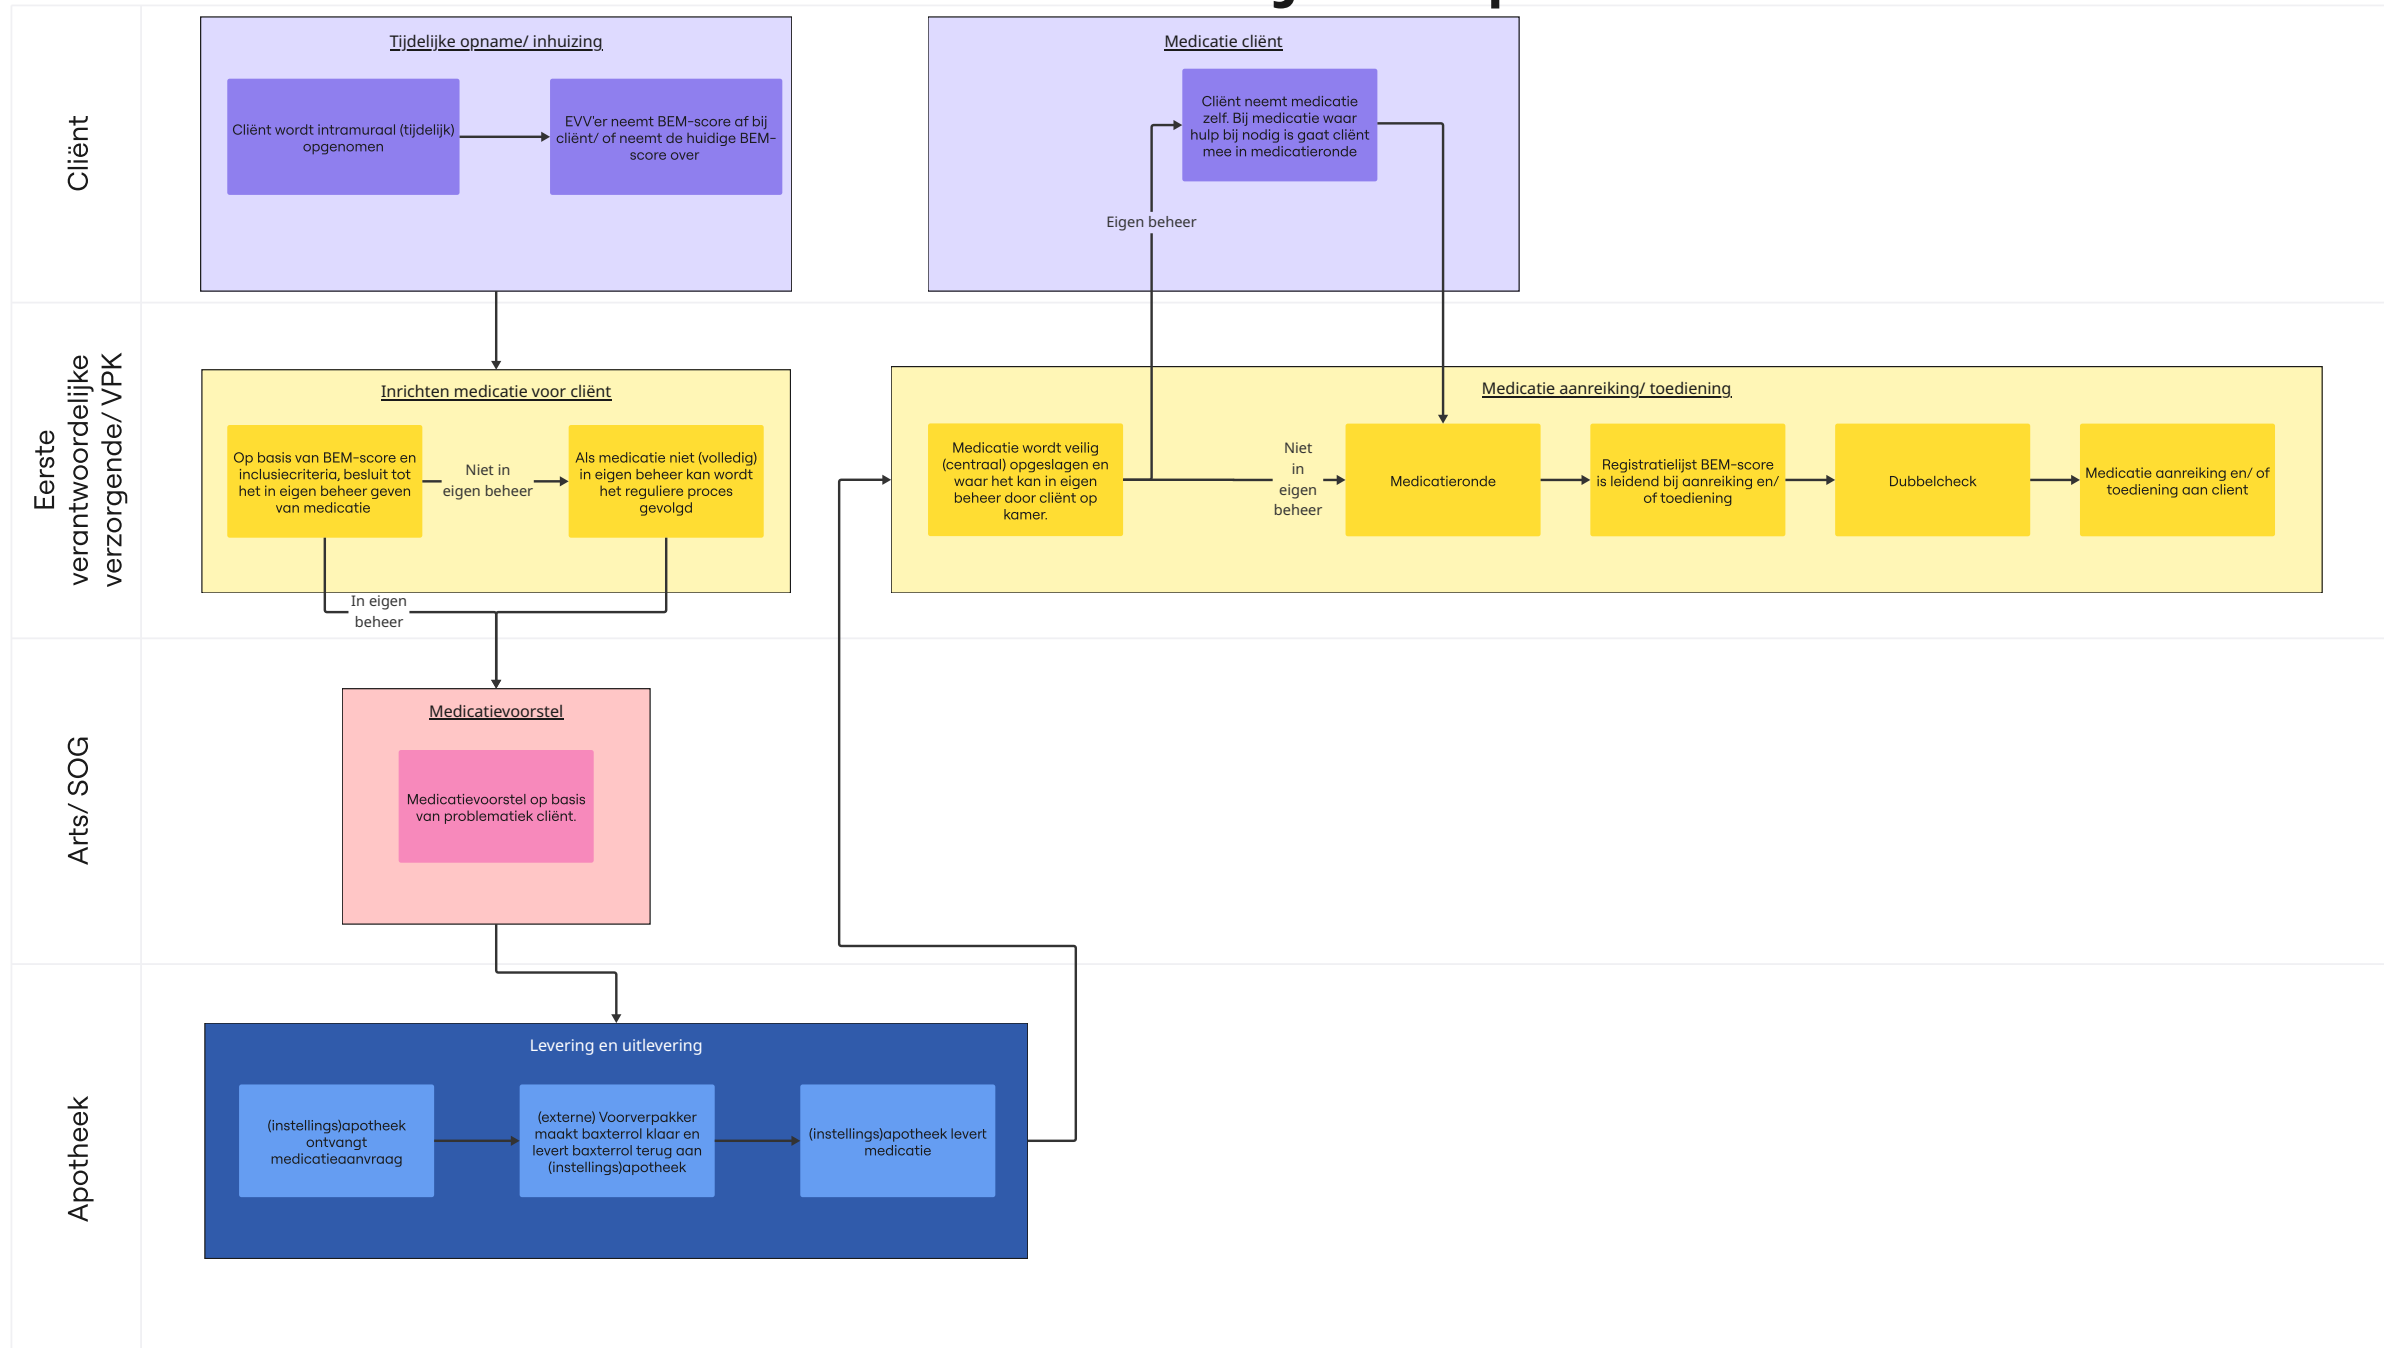 Cliënt
Tijdelijke opname/ inhuizing
Cliënt wordt intramuraal (tijdelijk)
opgenomen
EVV'er neemt BEM-score af bij
cliënt/ of neemt de huidige BEM-
score over
Medicatie cliënt
Cliënt neemt medicatie
zelf. Bij medicatie waar
hulp bij nodig is gaat cliënt
mee in medicatieronde
Eigen beheer
Eerste
verantwoordelijke
verzorgende/ VPK
Inrichten medicatie voor cliënt
Op basis van BEM-score en
inclusiecriteria, besluit tot
het in eigen beheer geven
van medicatie
Niet in
eigen beheer
Als medicatie niet (volledig)
in eigen beheer kan wordt
het reguliere proces
gevolgd
In eigen
beheer
Medicatie aanreiking/ toediening
Medicatie wordt veilig
(centraal) opgeslagen en
waar het kan in eigen
beheer door cliënt op
kamer.
Niet
in
eigen
beheer
Medicatieronde
Registratielijst BEM-score
is leidend bij aanreiking en/
of toediening
Dubbelcheck
Medicatie aanreiking en/ of
toediening aan client
Arts/ SOG
Medicatievoorstel
Medicatievoorstel op basis
van problematiek cliënt.
Apotheek
Levering en uitlevering
(instellings)apotheek
ontvangt
medicatieaanvraag
(externe) Voorverpakker
maakt baxterrol klaar en
levert baxterrol terug aan
(instellings)apotheek
(instellings)apotheek levert
medicatie